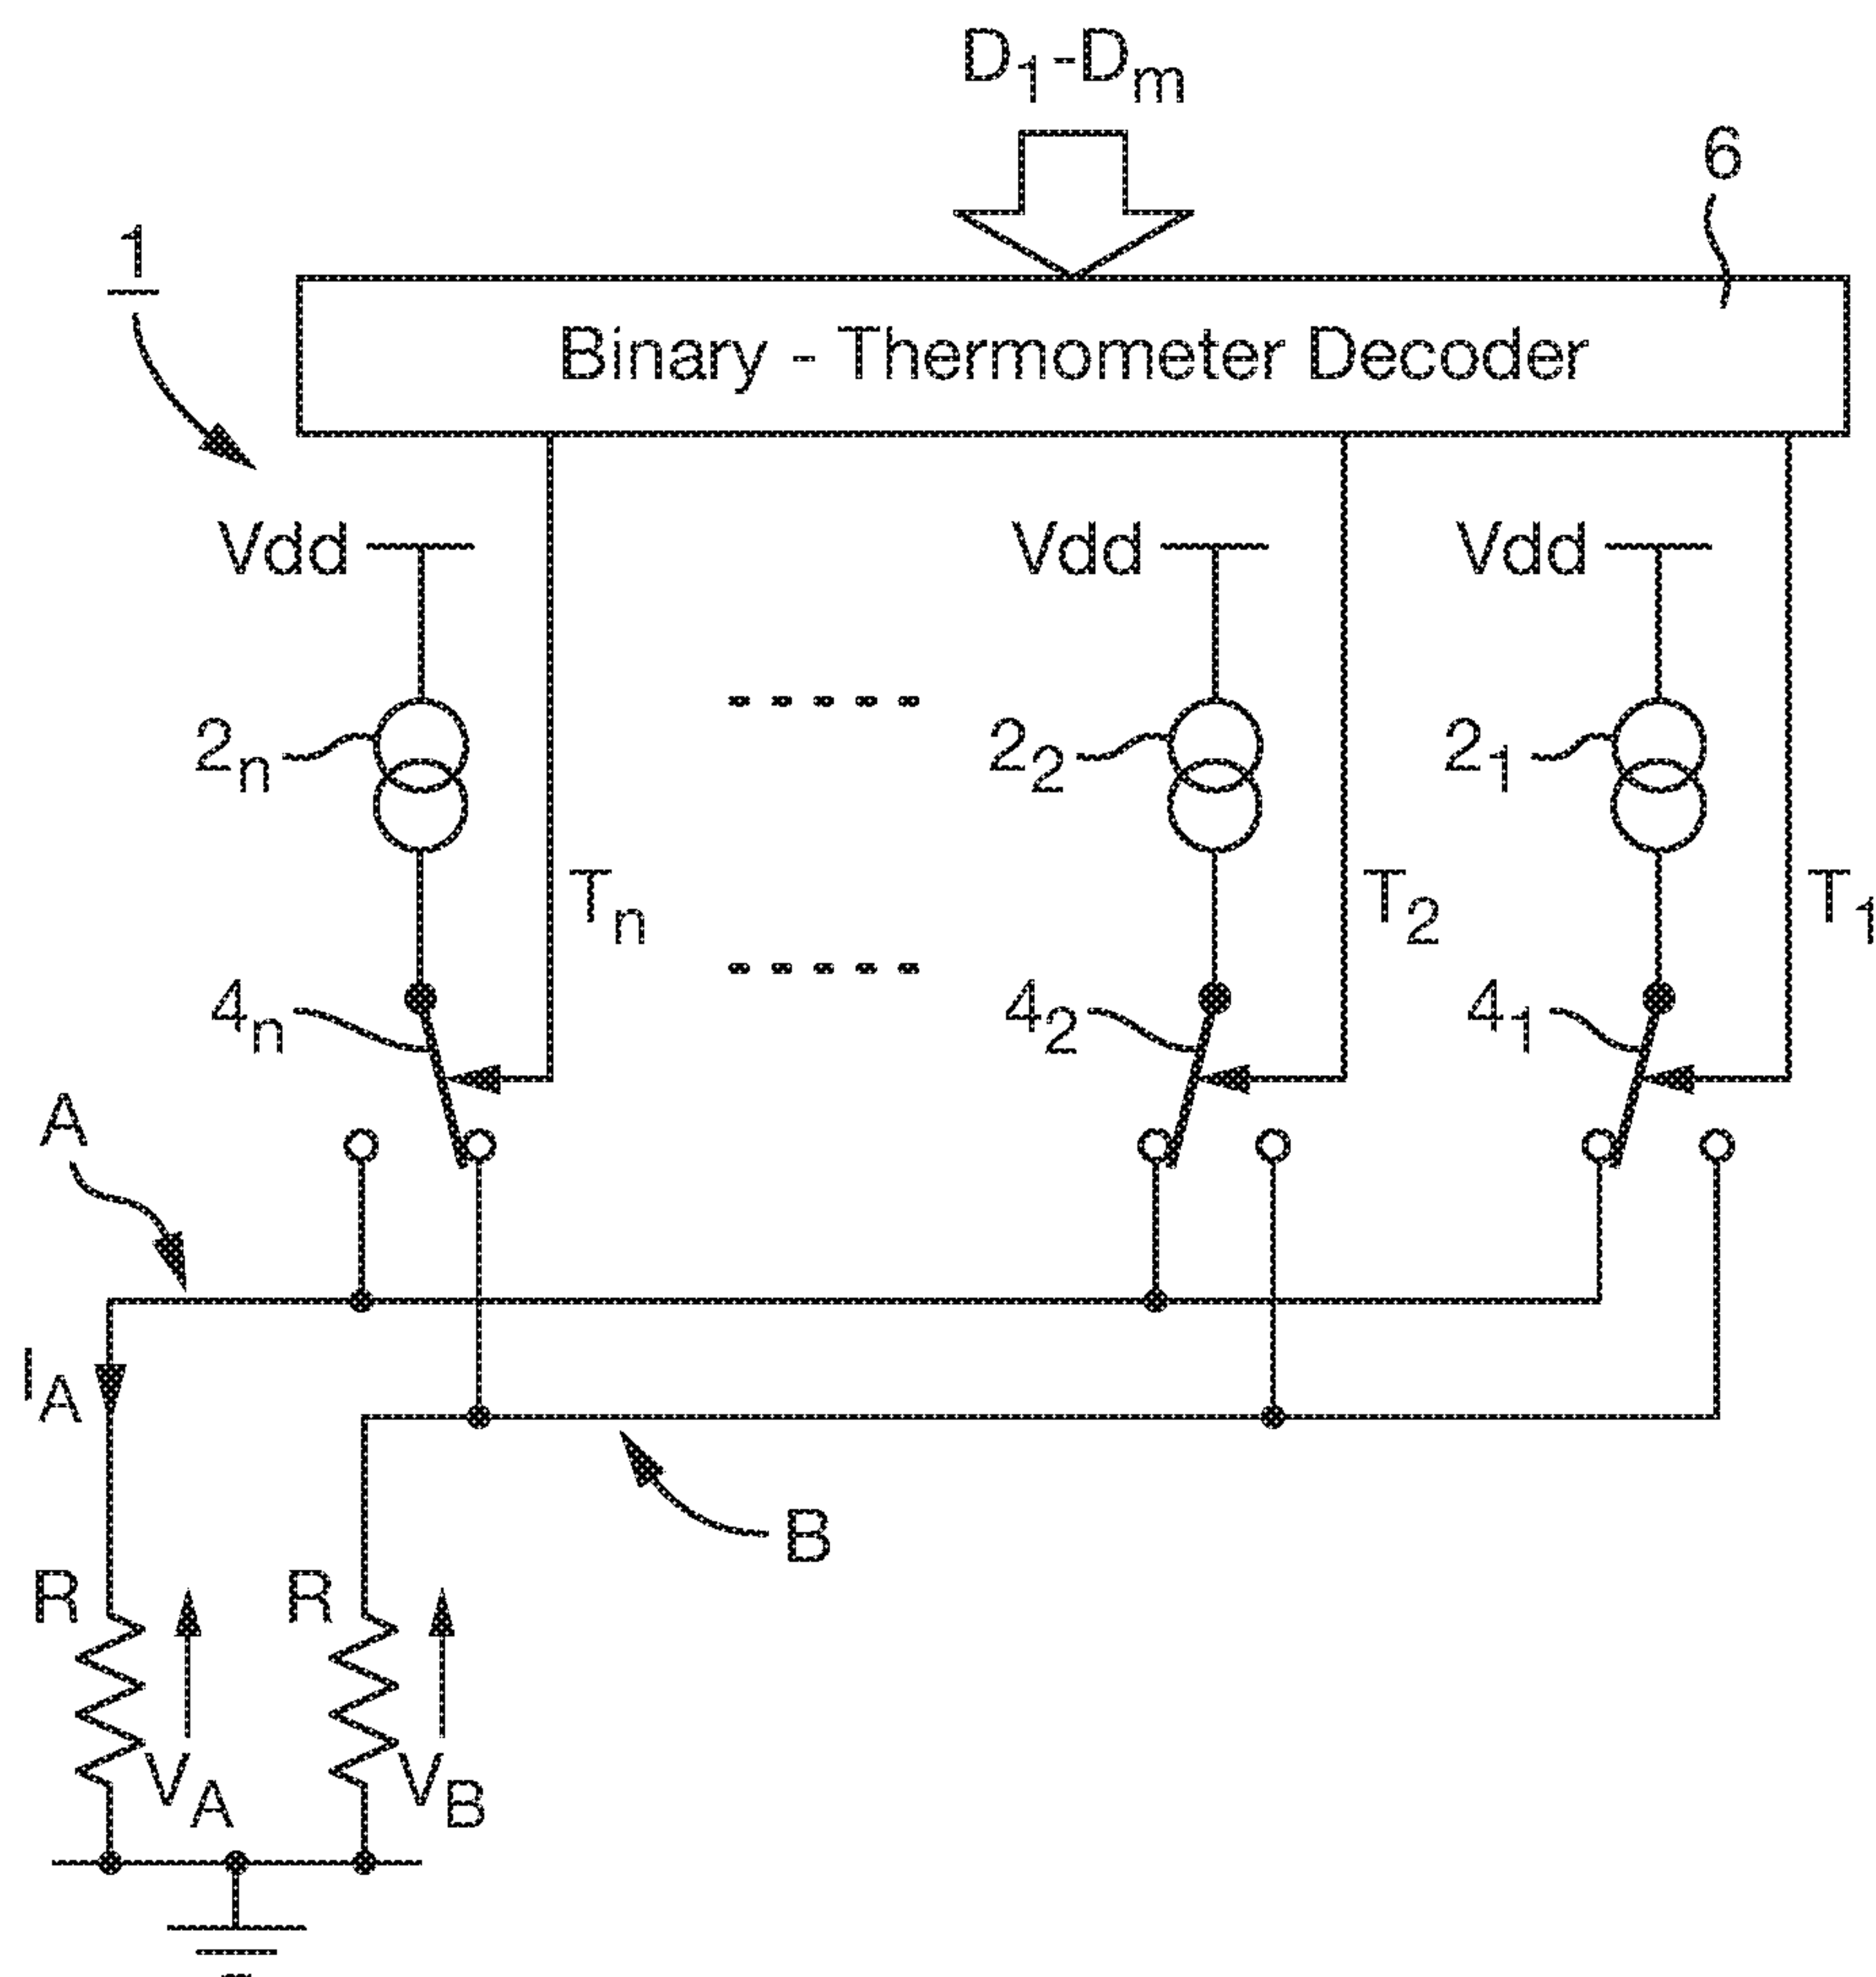 D1-Dm
6
1
Binary - Thermometer Decoder
Vdd Vdd Vdd
2n 22 21
Tn T2 T1
4n 42 41
A
IA
B
R R
VA VB